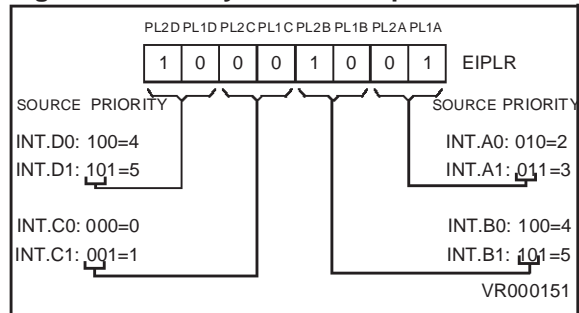 PL2D PL1D PL2C PL1C PL2B PL1B PL2A PL1A
1 0 0 0 1 0 0 1 EIPLR
SOURCE PRIORITY SOURCE PRIORITY
INT.D0: 100=4 INT.A0: 010=2
INT.D1: 101=5 INT.A1: 011=3
INT.C0: 000=0 INT.B0: 100=4
INT.C1: 001=1 INT.B1: 101=5
VR000151